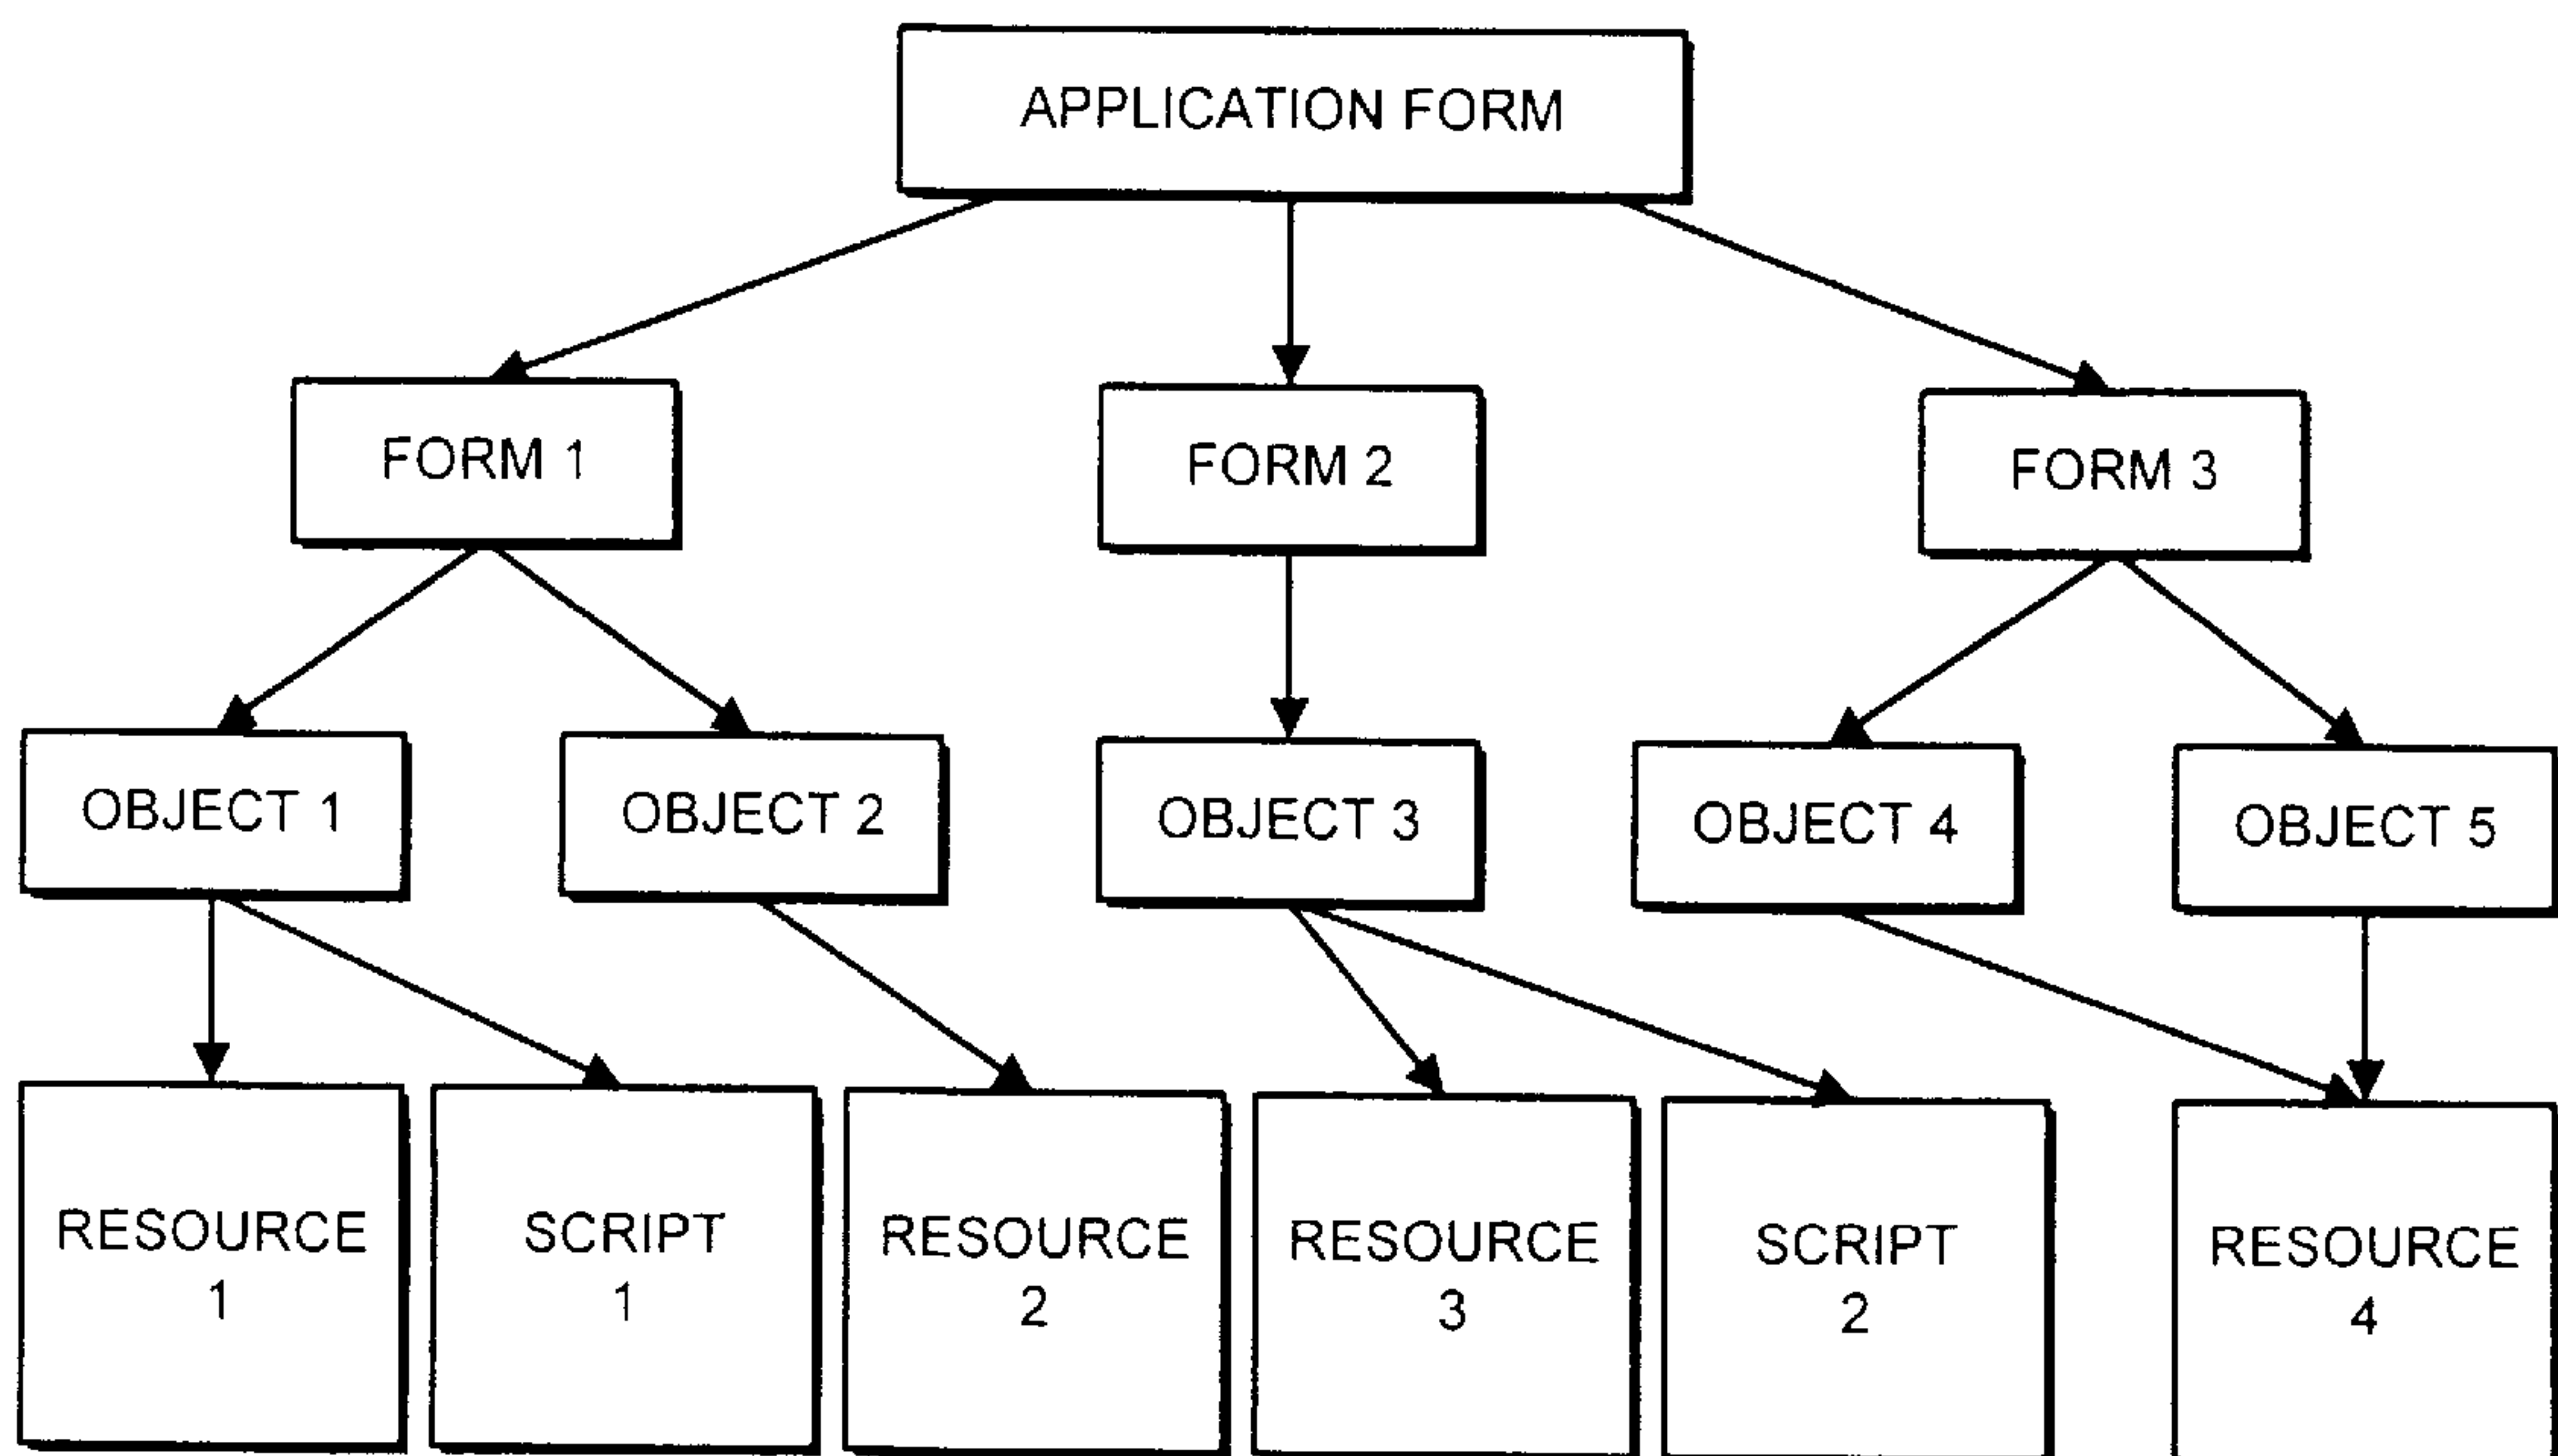 APPLICATION FORM
FORM 1
FORM 2
FORM 3
OBJECT 1
OBJECT 2
OBJECT 3
OBJECT 4
OBJECT 5
RESOURCE
1
SCRIPT
1
RESOURCE
2
RESOURCE
3
SCRIPT
2
RESOURCE
4